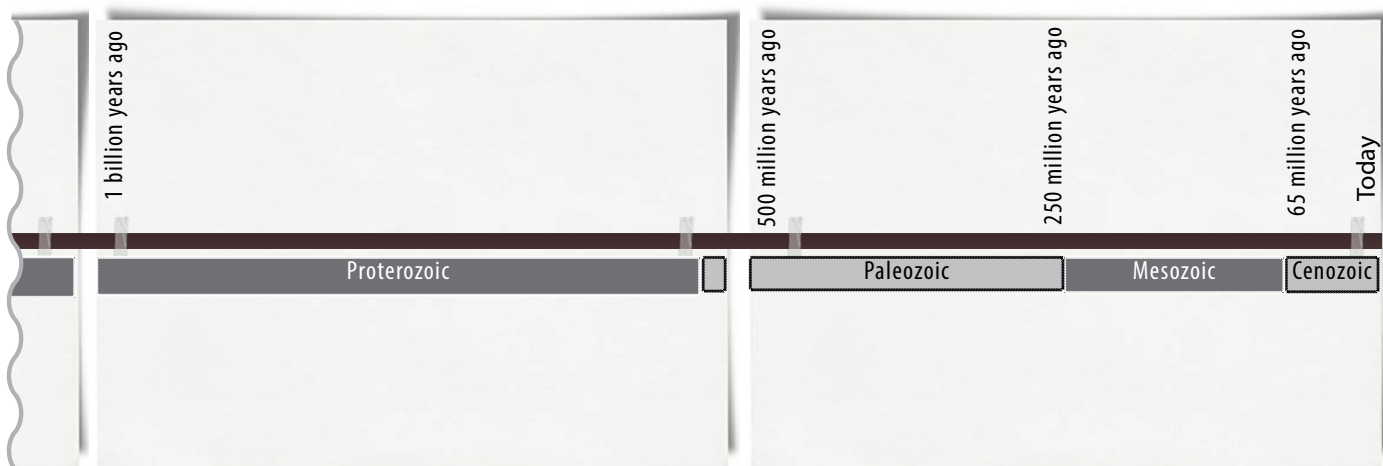 1 billion years ago
500 million years ago
250 million years ago
65 million years ago
Today
Proterozoic
Paleozoic
Mesozoic
Cenozoic